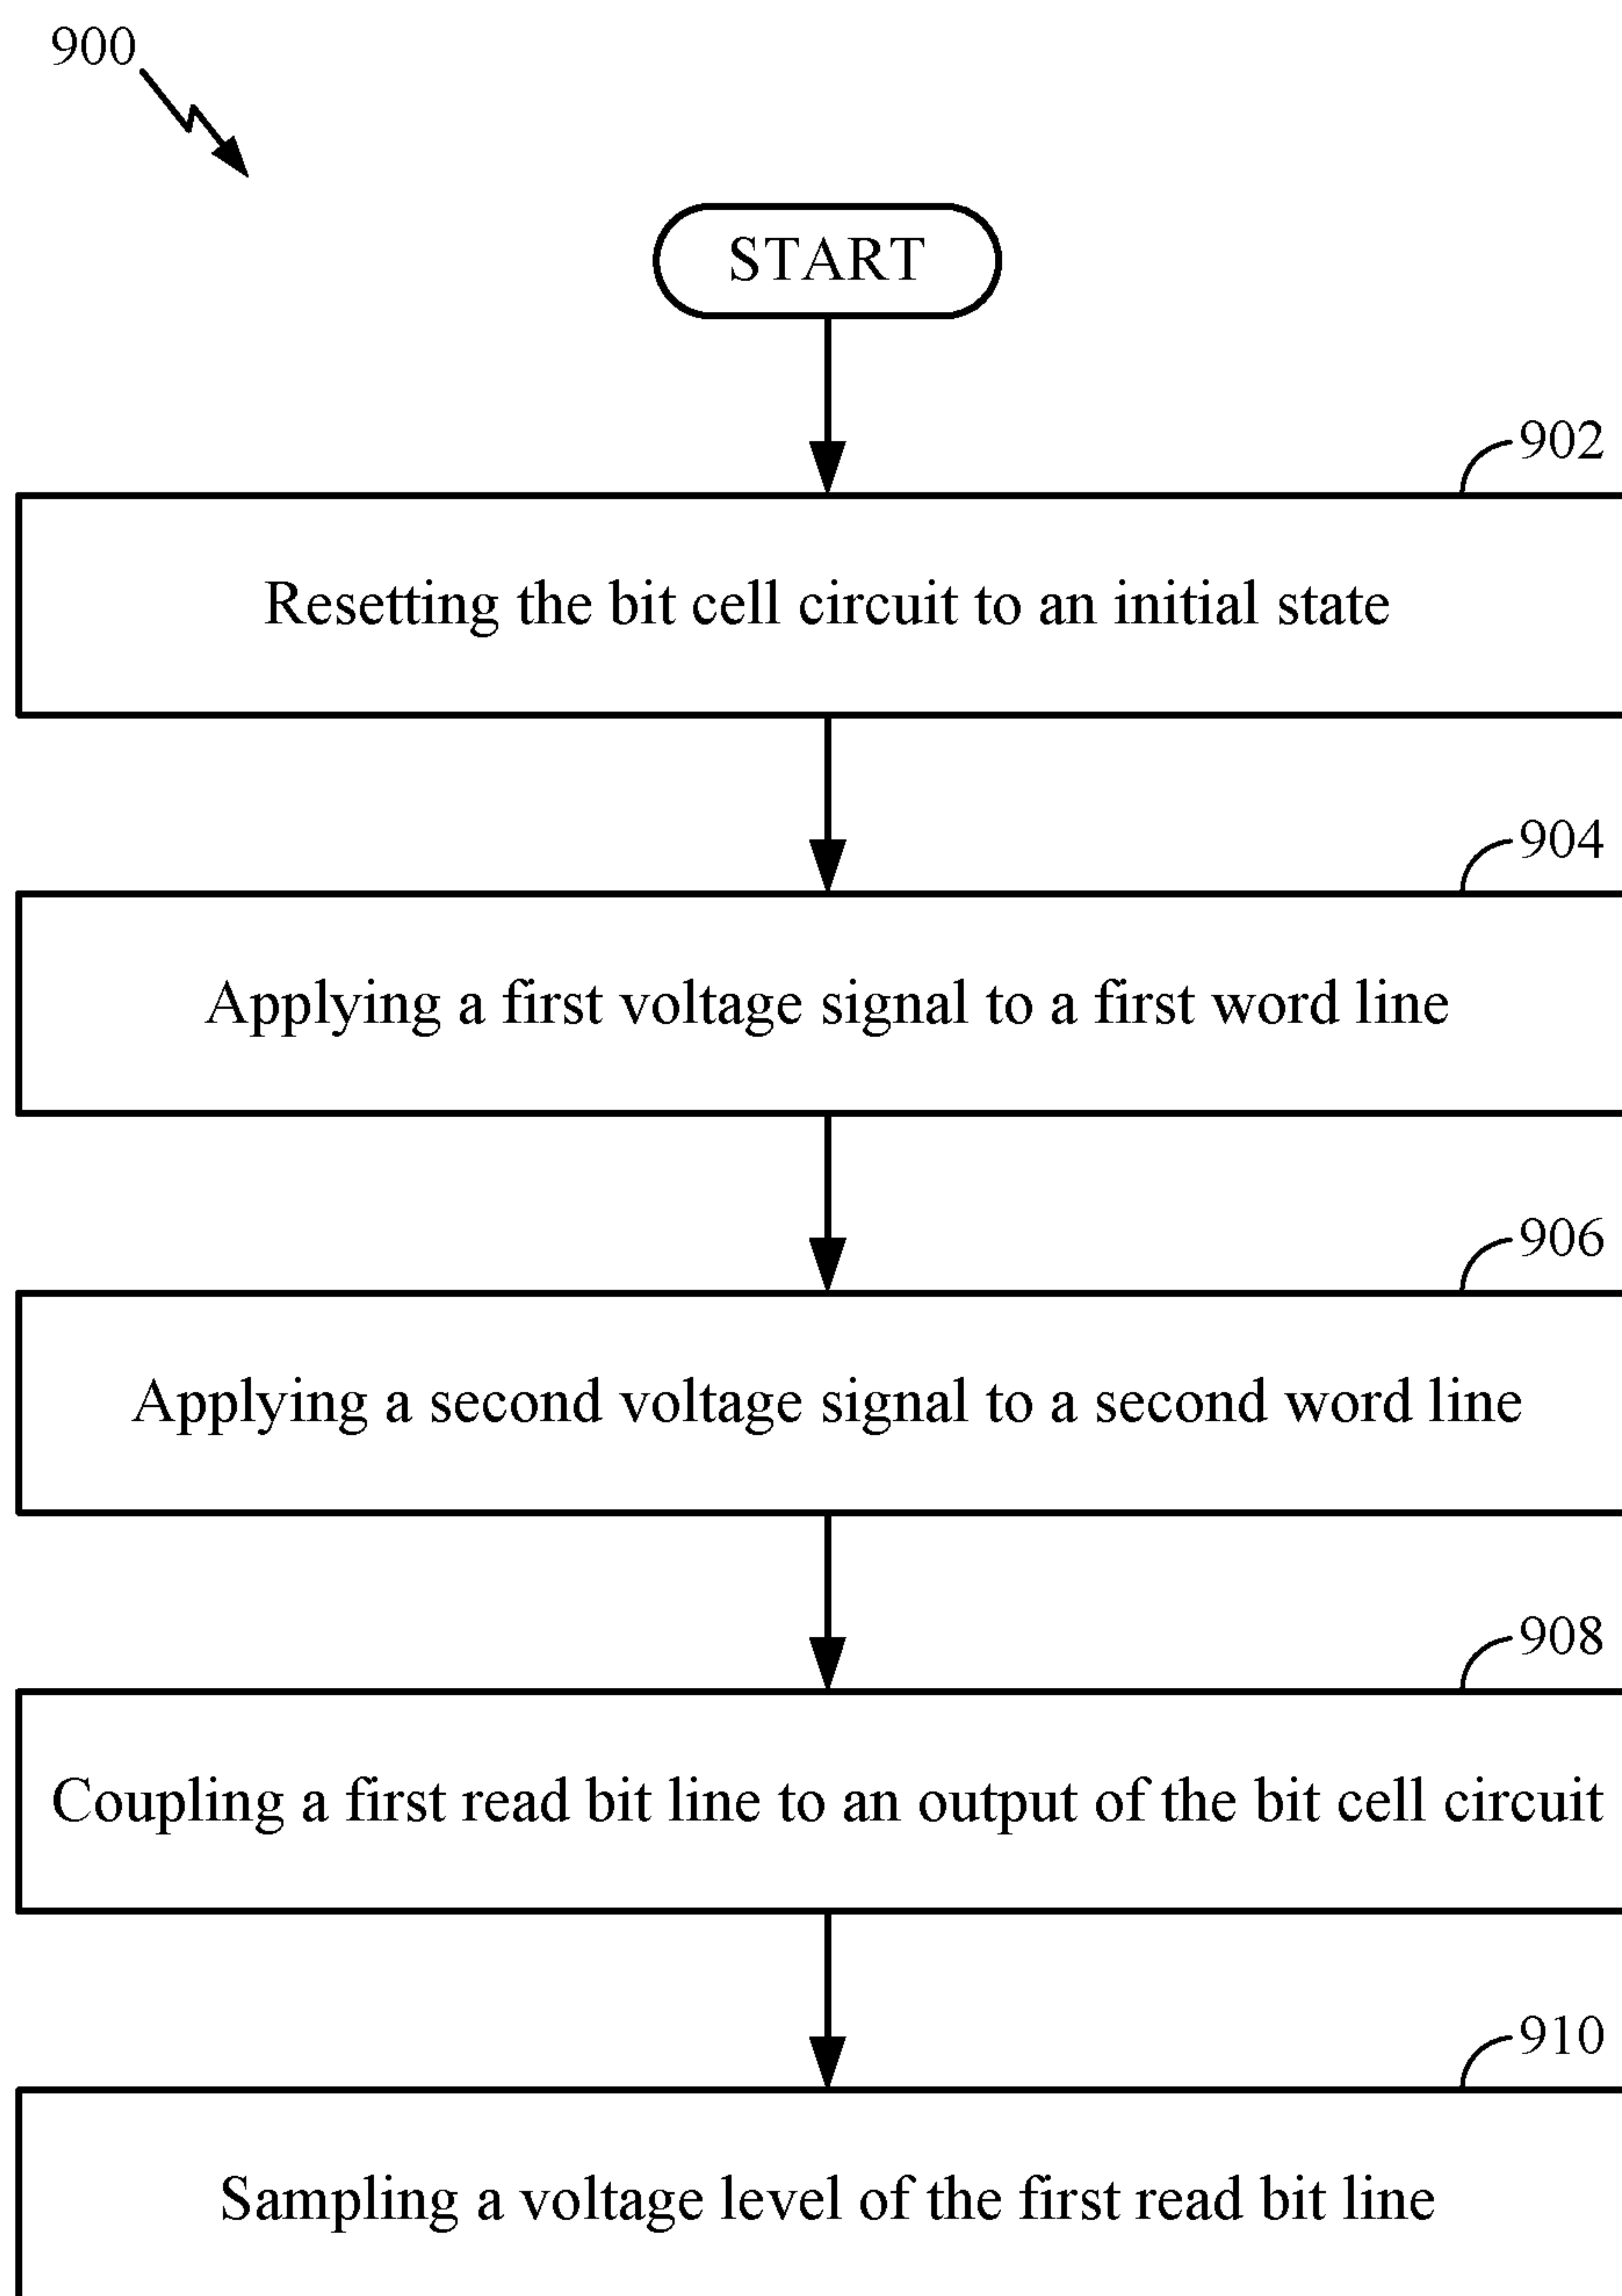 900
START
902
Resetting the bit cell circuit to an initial state
904
Applying a first voltage signal to a first word line
906
Applying a second voltage signal to a second word line
908
Coupling a first read bit line to an output of the bit cell circuit
910
Sampling a voltage level of the first read bit line